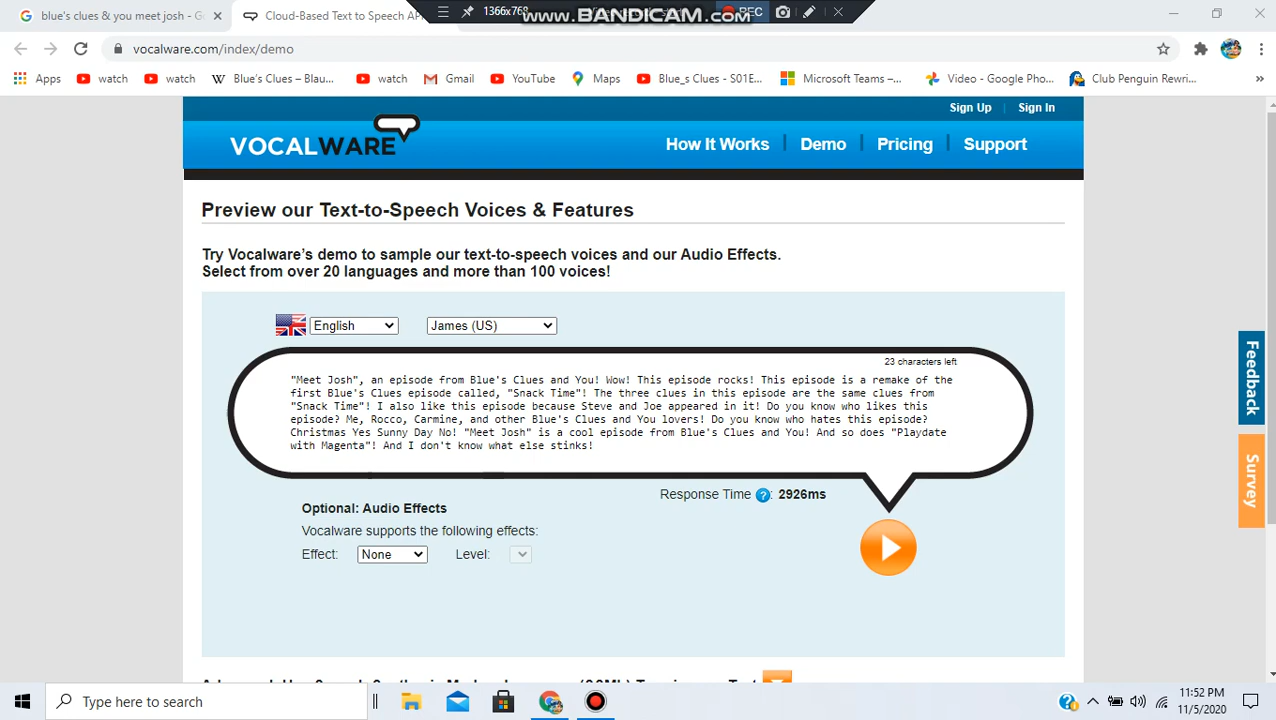 blue's clues & you meet josh -
Cloud-Based Text to Speech AP
1366x768
www.BANDICAM.com
REC
vocalware.com/index/demo
Apps
watch
watch
Blue's Clues – Blau...
watch
Gmail
YouTube
Maps
Blue_s Clues - S01E...
Microsoft Teams –...
Video - Google Pho...
Club Penguin Rewri...
Sign Up
Sign In
VOCALWARE
How It Works
Demo
Pricing
Support
Preview our Text-to-Speech Voices & Features
Try Vocalware's demo to sample our text-to-speech voices and our Audio Effects.
Select from over 20 languages and more than 100 voices!
English
James (US)
23 characters left
"Meet Josh", an episode from Blue's Clues and You! Wow! This episode rocks! This episode is a remake of the
first Blue's Clues episode called, "Snack Time"! The three clues in this episode are the same clues from
"Snack Time"! I also like this episode because Steve and Joe appeared in it! Do you know who likes this
episode? Me, Rocco, Carmine, and other Blue's Clues and You lovers! Do you know who hates this episode?
Christmas Yes Sunny Day No! "Meet Josh" is a cool episode from Blue's Clues and You! And so does "Playdate
with Magenta"! And I don't know what else stinks!
Response Time ?: 2926ms
Optional: Audio Effects
Vocalware supports the following effects:
Effect: None
Level:
Feedback
Survey
Type here to search
11:52 PM
11/5/2020